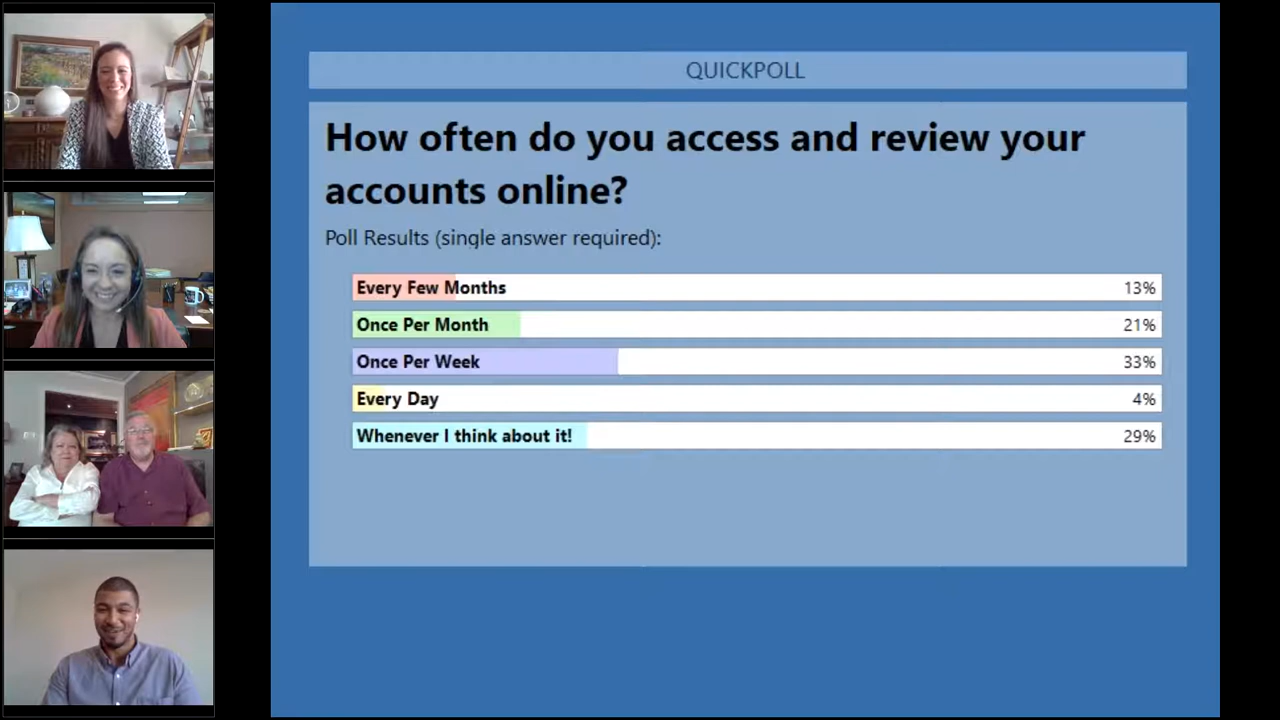 QUICKPOLL
How often do you access and review your
accounts online?
Poll Results (single answer required):
Every Few Months 13%
Once Per Month 21%
Once Per Week 33%
Every Day 4%
Whenever I think about it! 29%